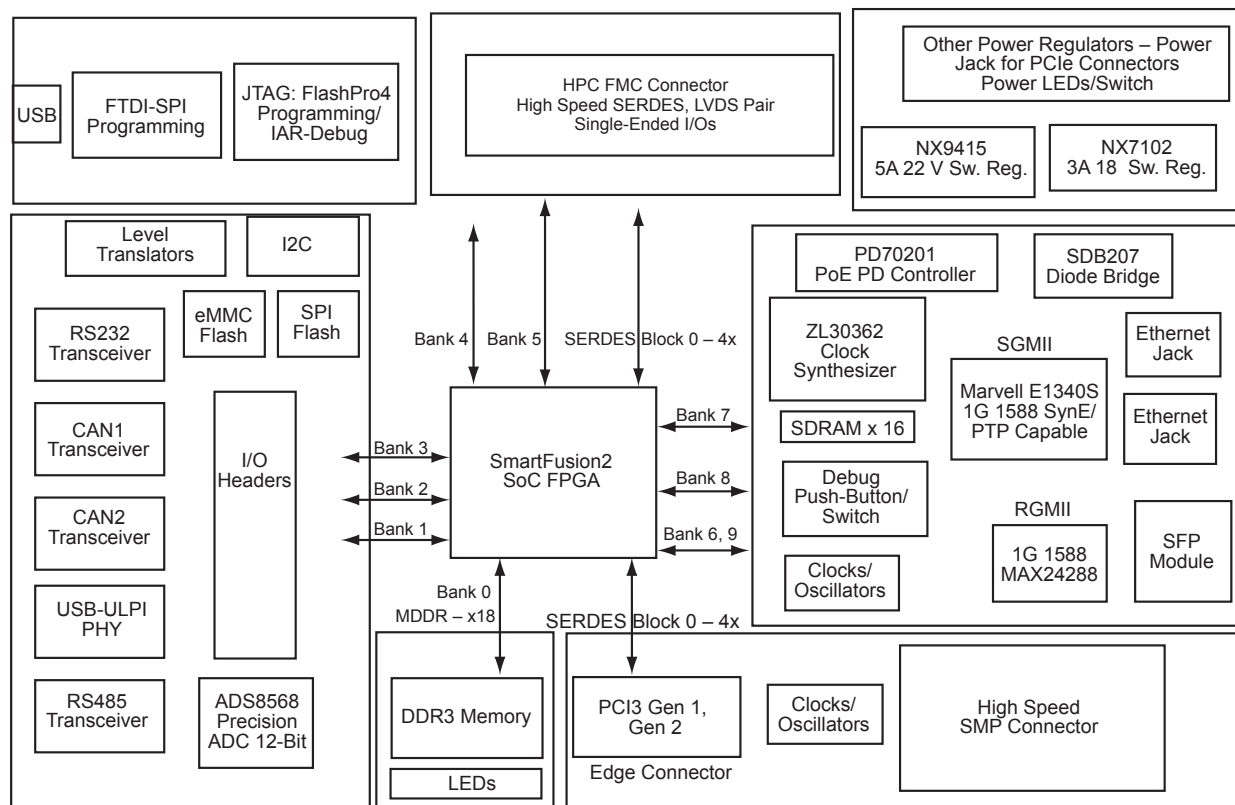 USB
FTDI-SPI
Programming
JTAG: FlashPro4
Programming/
IAR-Debug
HPC FMC Connector
High Speed SERDES, LVDS Pair
Single-Ended I/Os
Other Power Regulators – Power
Jack for PCIe Connectors
Power LEDs/Switch
NX9415
5A 22 V Sw. Reg.
NX7102
3A 18 Sw. Reg.
Level
Translators
I2C
eMMC
Flash
SPI
Flash
RS232
Transceiver
CAN1
Transceiver
CAN2
Transceiver
USB-ULPI
PHY
RS485
Transceiver
I/O
Headers
ADS8568
Precision
ADC 12-Bit
Bank 4
Bank 5
SERDES Block 0 – 4x
Bank 3
Bank 2
Bank 1
SmartFusion2
SoC FPGA
Bank 7
Bank 8
Bank 6, 9
Bank 0
MDDR – x18
SERDES Block 0 – 4x
PD70201
PoE PD Controller
SDB207
Diode Bridge
ZL30362
Clock
Synthesizer
SDRAM x 16
Debug
Push-Button/
Switch
Clocks/
Oscillators
SGMII
Marvell E1340S
1G 1588 SynE/
PTP Capable
RGMII
1G 1588
MAX24288
Ethernet
Jack
Ethernet
Jack
SFP
Module
DDR3 Memory
LEDs
PCI3 Gen 1,
Gen 2
Edge Connector
Clocks/
Oscillators
High Speed
SMP Connector